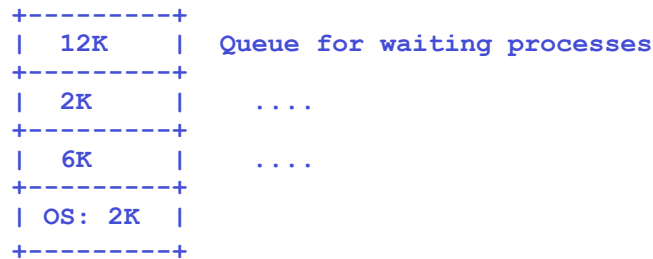 +---------+
| 12K | Queue for waiting processes
+---------+
| 2K | ....
+---------+
| 6K | ....
+---------+
| OS: 2K |
+---------+